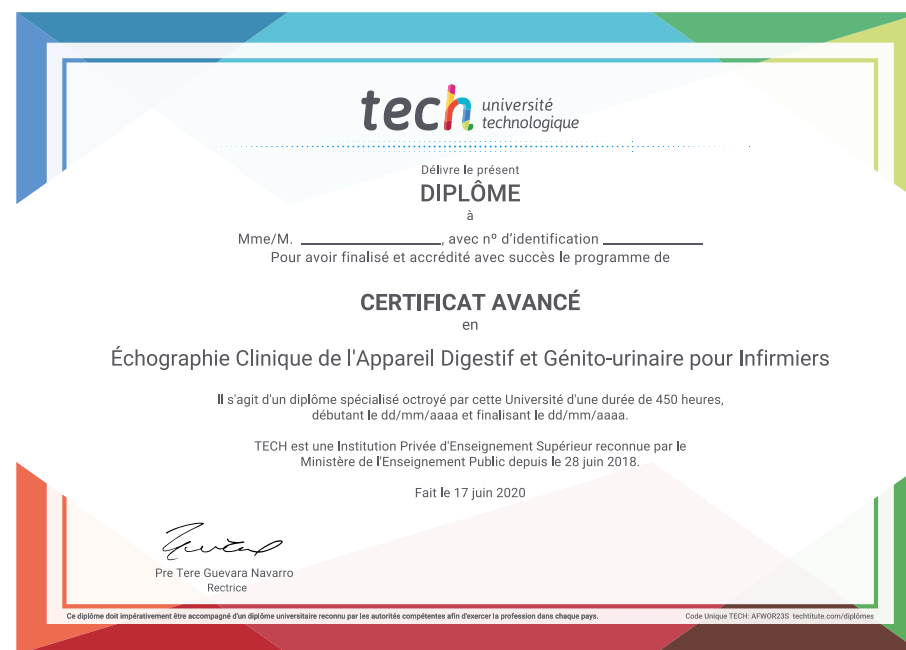 tech université
technologique
Délivre le présent
DIPLÔME
à
Mme/M. ____________________, avec nº d'identification ______________
Pour avoir finalisé et accrédité avec succès le programme de
CERTIFICAT AVANCÉ
en
Échographie Clinique de l'Appareil Digestif et Génito-urinaire pour Infirmiers
Il s'agit d'un diplôme spécialisé octroyé par cette Université d'une durée de 450 heures,
débutant le dd/mm/aaaa et finalisant le dd/mm/aaaa.
TECH est une Institution Privée d'Enseignement Supérieur reconnue par le
Ministère de l'Enseignement Public depuis le 28 juin 2018.
Fait le 17 juin 2020
Pre Tere Guevara Navarro
Rectrice
Ce diplôme doit impérativement être accompagné d'un diplôme universitaire reconnu par les autorités compétentes afin d'exercer la profession dans chaque pays.
Code Unique TECH: AFWOR23S techtitute.com/diplômes